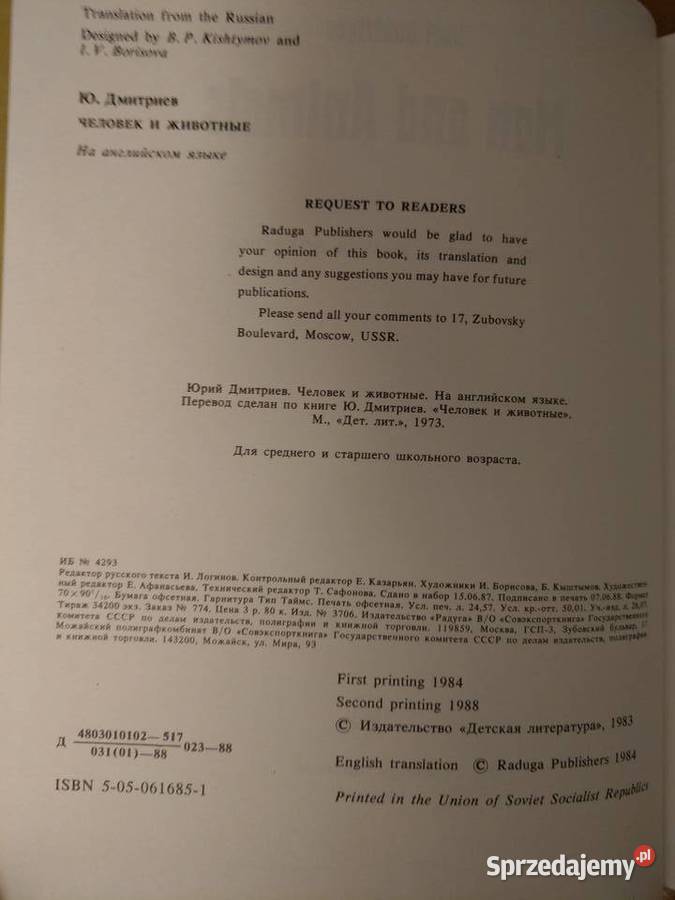 Translation from the Russian
Designed by B. P. Kishtymov and
I. V. Borisova
Ю. Дмитриев
ЧЕЛОВЕК И ЖИВОТНЫЕ
На английском языке
REQUEST TO READERS
Raduga Publishers would be glad to have
your opinion of this book, its translation and
design and any suggestions you may have for future
publications.
Please send all your comments to 17, Zubovsky
Boulevard, Moscow, USSR.
Юрий Дмитриев. Человек и животные. На английском языке.
Перевод сделан по книге Ю. Дмитриев. «Человек и животные».
М., «Дет. лит.», 1973.
Для среднего и старшего школьного возраста.
ИБ № 4293
Редактор русского текста И. Логинов. Контрольный редактор Е. Казарьян. Художники И. Борисова, Б. Кыштымов. Художествен-
ный редактор Е. Афанасьева. Технический редактор Т. Сафонова. Сдано в набор 15.06.87. Подписано в печать 07.06.88. Формат
70×90¹/₁₆. Бумага офсетная. Гарнитура Тип Таймс. Печать офсетная. Усл. печ. л. 24,57. Усл. кр.-отт. 50,01. Уч.-изд. л.
Тираж 34200 экз. Заказ № 774. Цена 3 р. 80 к. Изд. № 3706. Издательство «Радуга» В/О «Совэкспорткнига» Государственного
комитета СССР по делам издательств, полиграфии и книжной торговли. 119859, Москва, ГСП-3, Зубовский бульвар, 17
Можайский полиграфкомбинат В/О «Совэкспорткнига» Государственного комитета СССР по делам издательств, полиграфии
и книжной торговли. 143200, Можайск, ул. Мира, 93
First printing 1984
Second printing 1988
© Издательство «Детская литература», 1983
Д 4803010102—517
031(01)—88 023—88
English translation © Raduga Publishers 1984
ISBN 5-05-061685-1
Printed in the Union of Soviet Socialist Republics
Sprzedajemy.pl